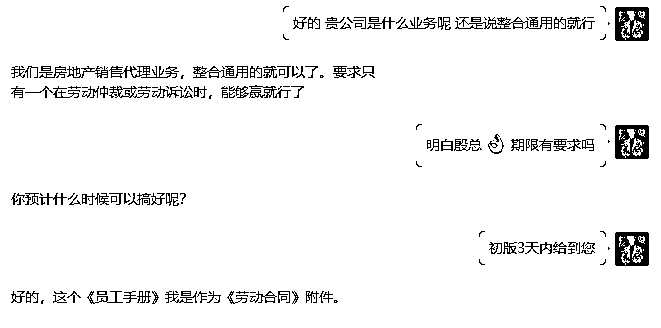 好的 贵公司是什么业务呢 还是说整合通用的就行
我们是房地产销售代理业务，整合通用的就可以了。要求只
有一个在劳动仲裁或劳动诉讼时，能够赢就行了
明白殷总 👌 期限有要求吗
你预计什么时候可以搞好呢？
初版3天内给到您
好的，这个《员工手册》我是作为《劳动合同》附件。